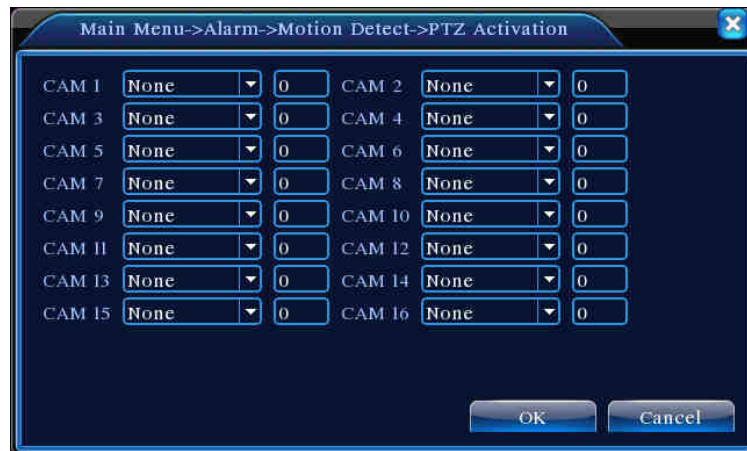 Main Menu->Alarm->Motion Detect->PTZ Activation
CAM 1 None 0 CAM 2 None 0
CAM 3 None 0 CAM 4 None 0
CAM 5 None 0 CAM 6 None 0
CAM 7 None 0 CAM 8 None 0
CAM 9 None 0 CAM 10 None 0
CAM 11 None 0 CAM 12 None 0
CAM 13 None 0 CAM 14 None 0
CAM 15 None 0 CAM 16 None 0
OK Cancel